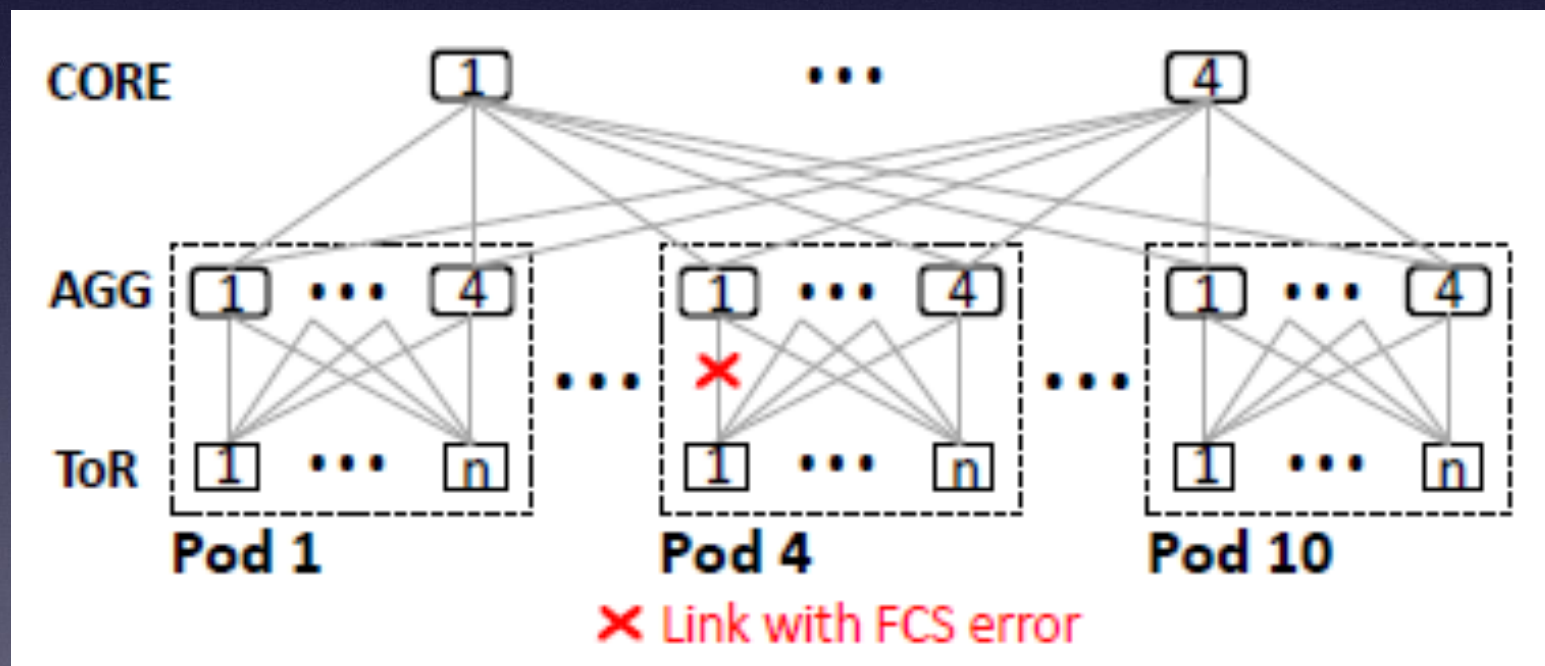 CORE 1 ••• 4
AGG 1 ••• 4 1 ••• 4 1 ••• 4
••• •••
ToR 1 ••• n 1 ••• n 1 ••• n
Pod 1 Pod 4 Pod 10
× Link with FCS error